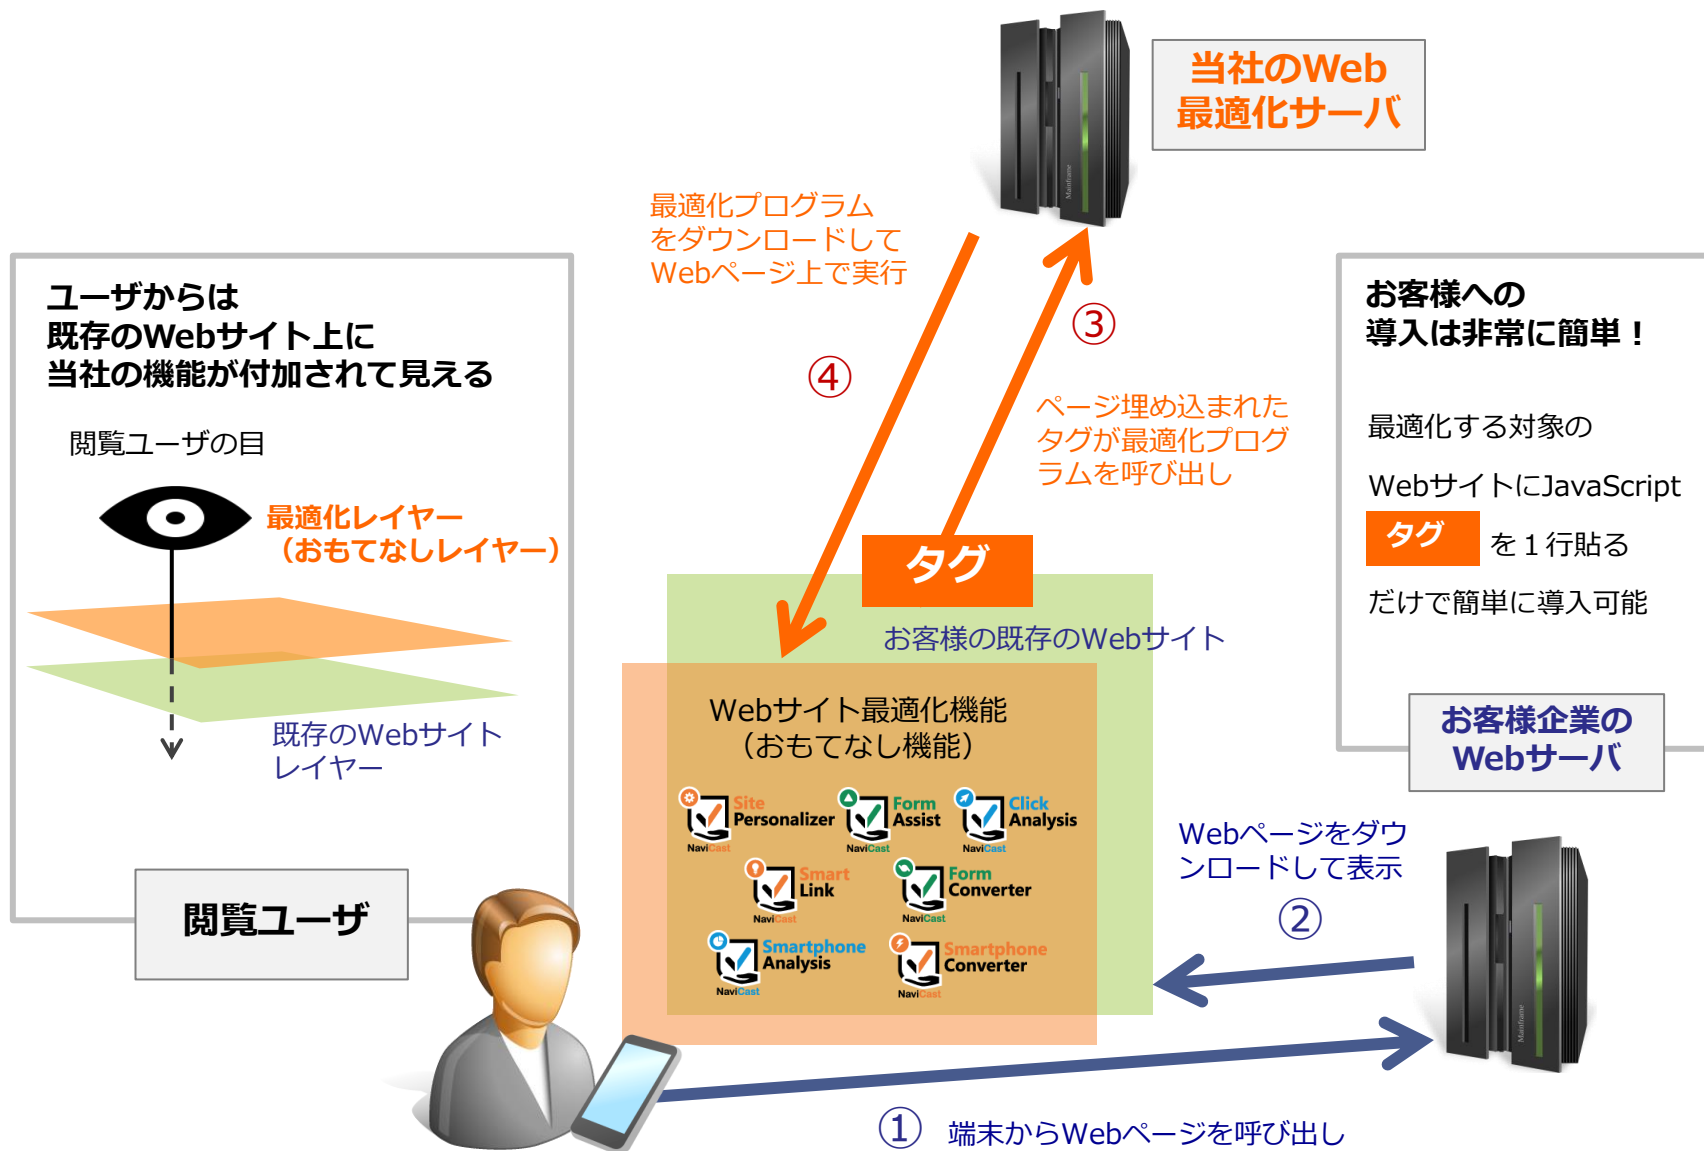 当社のWeb
最適化サーバ
Mainframe
最適化プログラム
をダウンロードして
Webページ上で実行
④
③
ページ埋め込まれた
タグが最適化プログ
ラムを呼び出し
ユーザからは
既存のWebサイト上に
当社の機能が付加されて見える
閲覧ユーザの目
最適化レイヤー
（おもてなしレイヤー）
既存のWebサイト
レイヤー
閲覧ユーザ
タグ
お客様の既存のWebサイト
Webサイト最適化機能
（おもてなし機能）
Site
Personalizer
NaviCast
Form
Assist
NaviCast
Click
Analysis
NaviCast
Smart
Link
NaviCast
Form
Converter
NaviCast
Smartphone
Analysis
NaviCast
Smartphone
Converter
NaviCast
お客様への
導入は非常に簡単！
最適化する対象の
WebサイトにJavaScript
タグ を１行貼る
だけで簡単に導入可能
お客様企業の
Webサーバ
Webページをダウ
ンロードして表示
②
Mainframe
① 端末からWebページを呼び出し